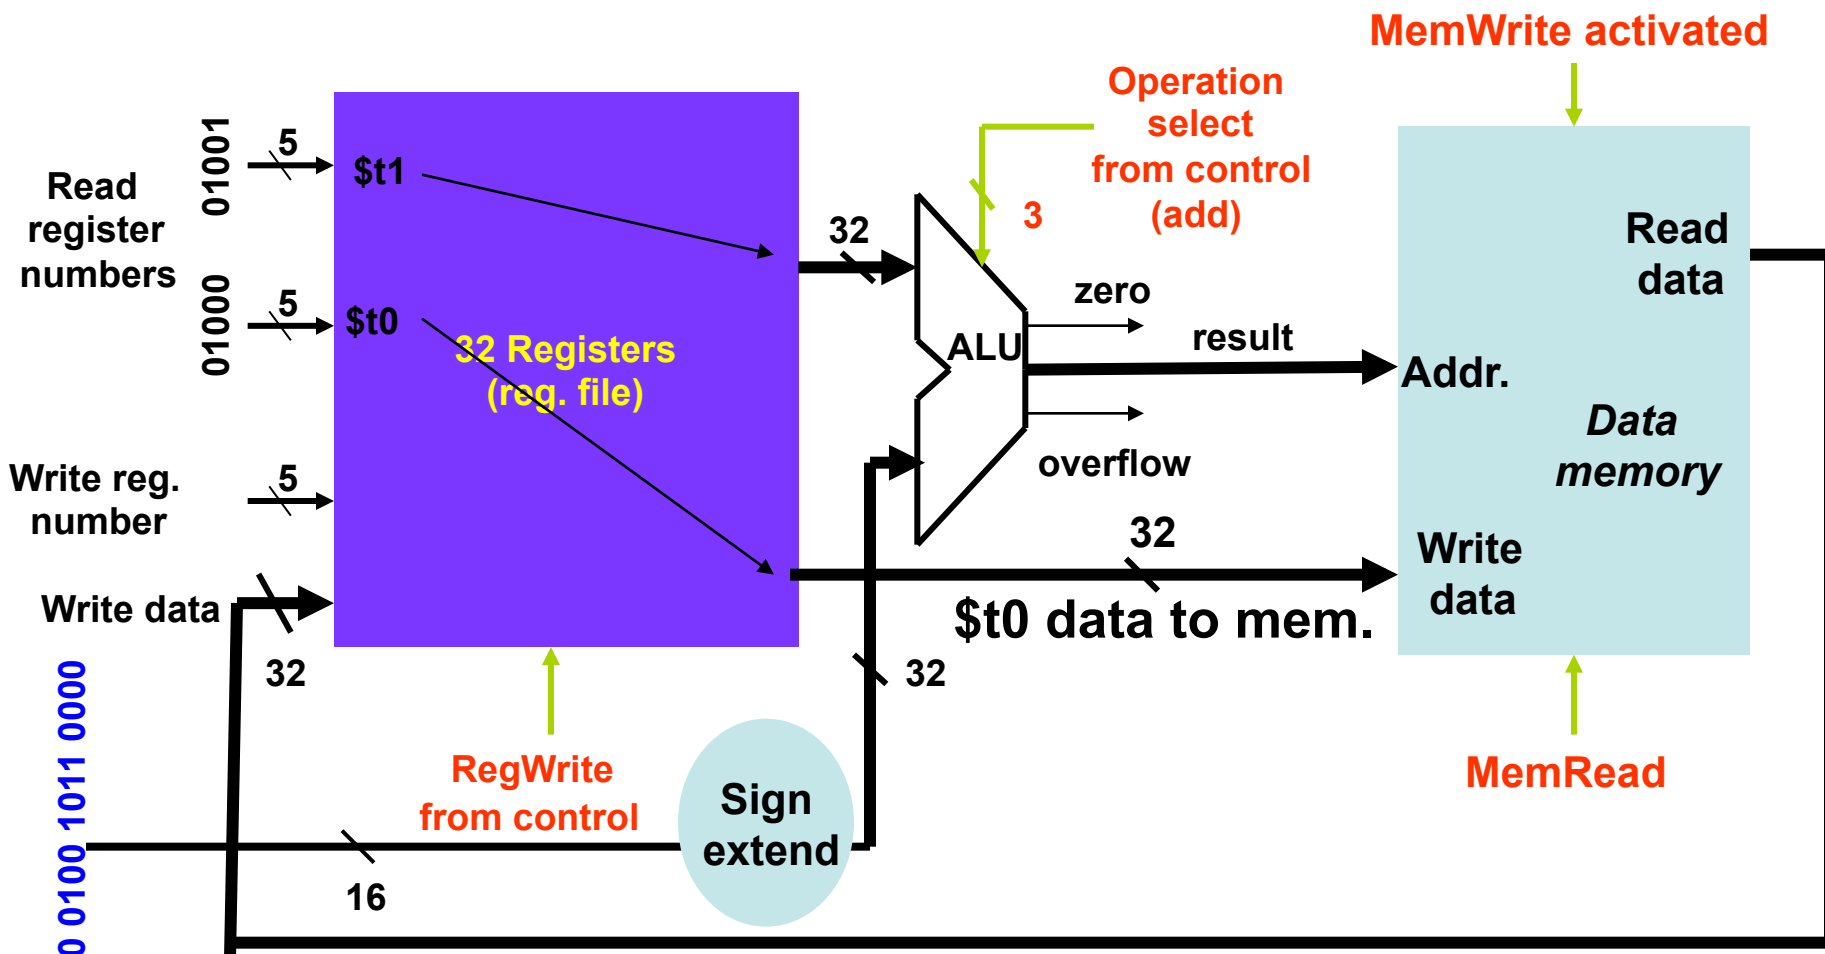 MemWrite activated
Operation
select
from control
(add)
3
01001
5
$t1
Read
register
numbers
32
Read
data
01000
5
$t0
32 Registers
(reg. file)
zero
ALU
result
Addr.
Data
memory
overflow
Write reg.
number
5
32
Write
data
Write data
32
$t0 data to mem.
32
RegWrite
from control
MemRead
Sign
extend
16
0 0100 1011 0000